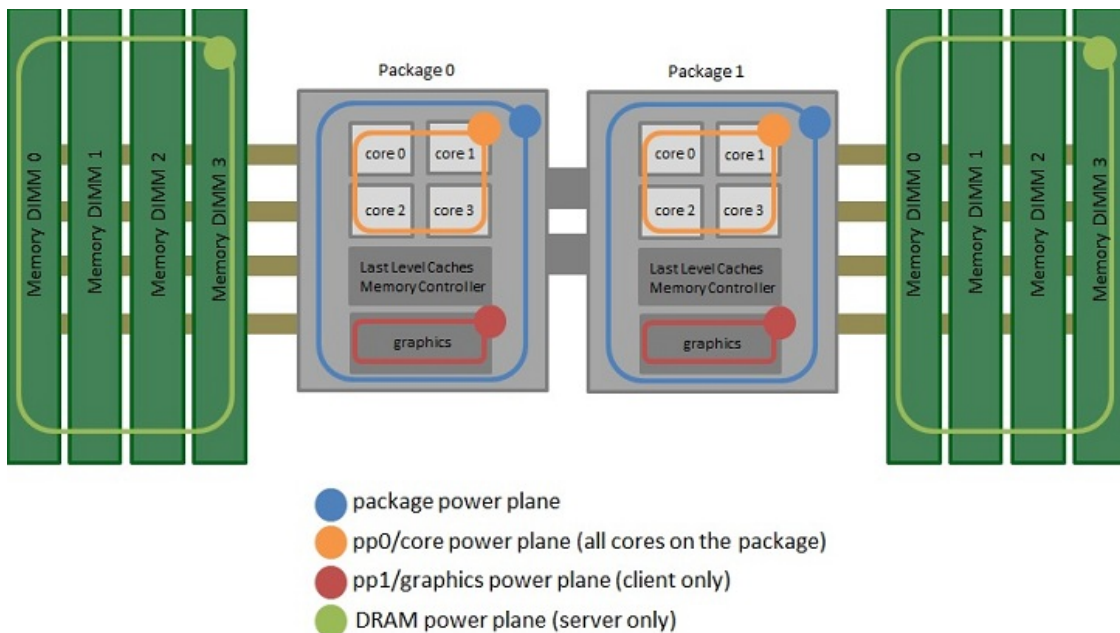 Package 0
Package 1
Memory DIMM 0
Memory DIMM 1
Memory DIMM 2
Memory DIMM 3
core 0
core 1
core 2
core 3
Last Level Caches
Memory Controller
graphics
core 0
core 1
core 2
core 3
Last Level Caches
Memory Controller
graphics
Memory DIMM 0
Memory DIMM 1
Memory DIMM 2
Memory DIMM 3
package power plane
pp0/core power plane (all cores on the package)
pp1/graphics power plane (client only)
DRAM power plane (server only)